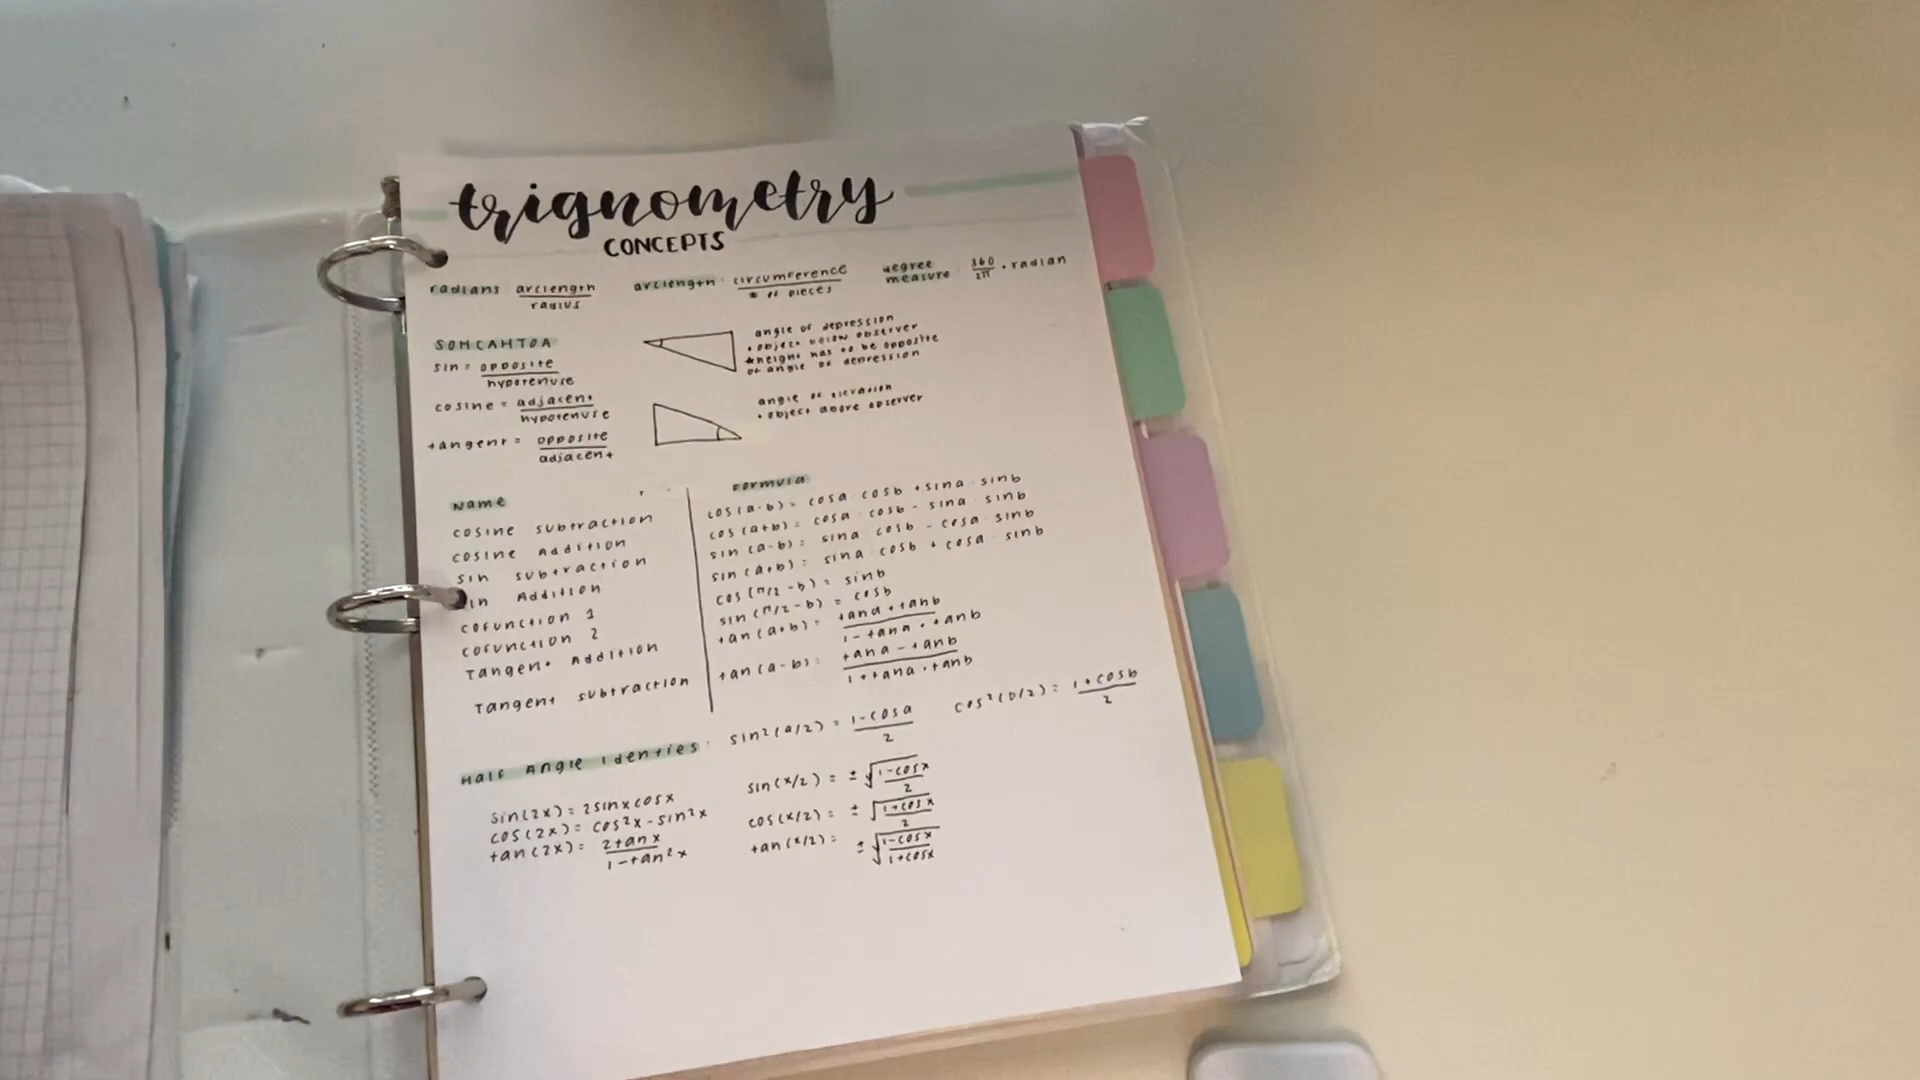 trignometry
CONCEPTS
radians: arclength / radius
arclength: circumference / # of pieces
degree measure: 360/2π · radian
SOHCAHTOA
sin = opposite / hypotenuse
cosine = adjacent / hypotenuse
tangent = opposite / adjacent
angle of depression
• object below observer
*height has to be opposite
of angle of depression
angle of elevation
• object above observer
Name
cosine subtraction
cosine Addition
sin subtraction
sin Addition
cofunction 1
cofunction 2
Tangent Addition
Tangent subtraction
Formula
cos(a-b) = cosa · cosb + sina · sinb
cos(a+b) = cosa · cosb - sina · sinb
sin(a-b) = sina · cosb - cosa · sinb
sin(a+b) = sina · cosb + cosa · sinb
cos(π/2 - b) = sinb
sin(π/2 - b) = cosb
tan(a+b) = tana + tanb / 1 - tana · tanb
tan(a-b) = tana - tanb / 1 + tana · tanb
Half Angle Identies: sin²(a/2) = 1-cosa / 2
cos²(b/2) = 1+cosb / 2
sin(2x) = 2sinxcosx
cos(2x) = cos²x - sin²x
tan(2x) = 2tanx / 1-tan²x
sin(x/2) = ± √(1-cosx / 2)
cos(x/2) = ± √(1+cosx / 2)
tan(x/2) = ± √(1-cosx / 1+cosx)